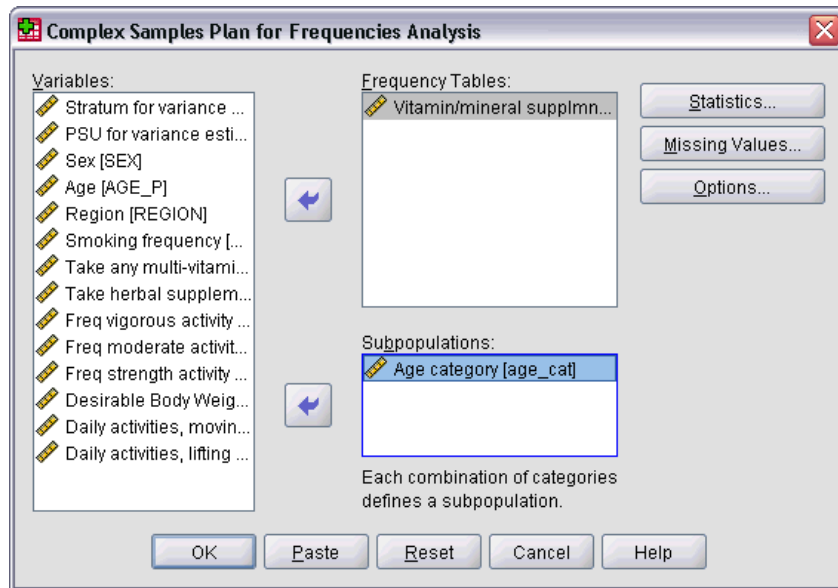 Complex Samples Plan for Frequencies Analysis
Variables:
Stratum for variance ...
PSU for variance esti...
Sex [SEX]
Age [AGE_P]
Region [REGION]
Smoking frequency [...
Take any multi-vitami...
Take herbal supplem...
Freq vigorous activity ...
Freq moderate activit...
Freq strength activity ...
Desirable Body Weig...
Daily activities, movin...
Daily activities, lifting ...
Frequency Tables:
Vitamin/mineral supplmn...
Subpopulations:
Age category [age_cat]
Each combination of categories
defines a subpopulation.
Statistics...
Missing Values...
Options...
OK
Paste
Reset
Cancel
Help